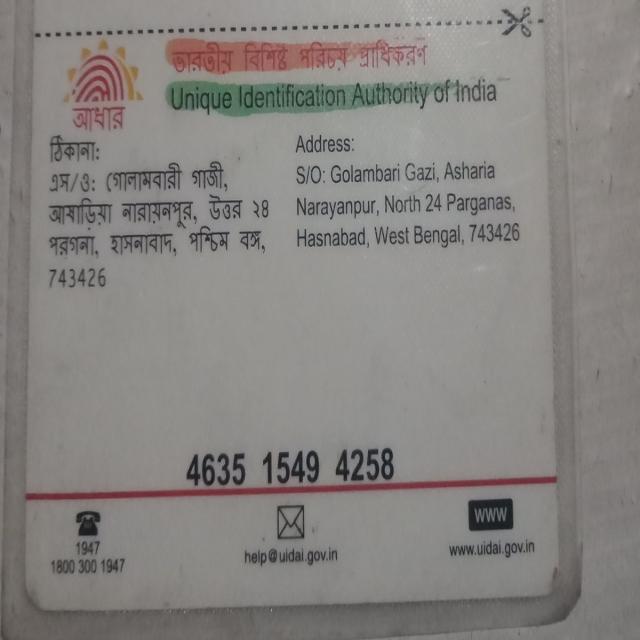 ভারতীয় বিশিষ্ট পরিচয় প্রাধিকরণ
Unique Identification Authority of India
আধার
ঠিকানা:
এস/ও: গোলামবারী গাজী,
আষাড়িয়া নারায়নপুর, উত্তর ২৪
পরগনা, হাসনাবাদ, পশ্চিম বঙ্গ,
743426
Address:
S/O: Golambari Gazi, Asharia
Narayanpur, North 24 Parganas,
Hasnabad, West Bengal, 743426
4635 1549 4258
1947
1800 300 1947
help@uidai.gov.in
www
www.uidai.gov.in